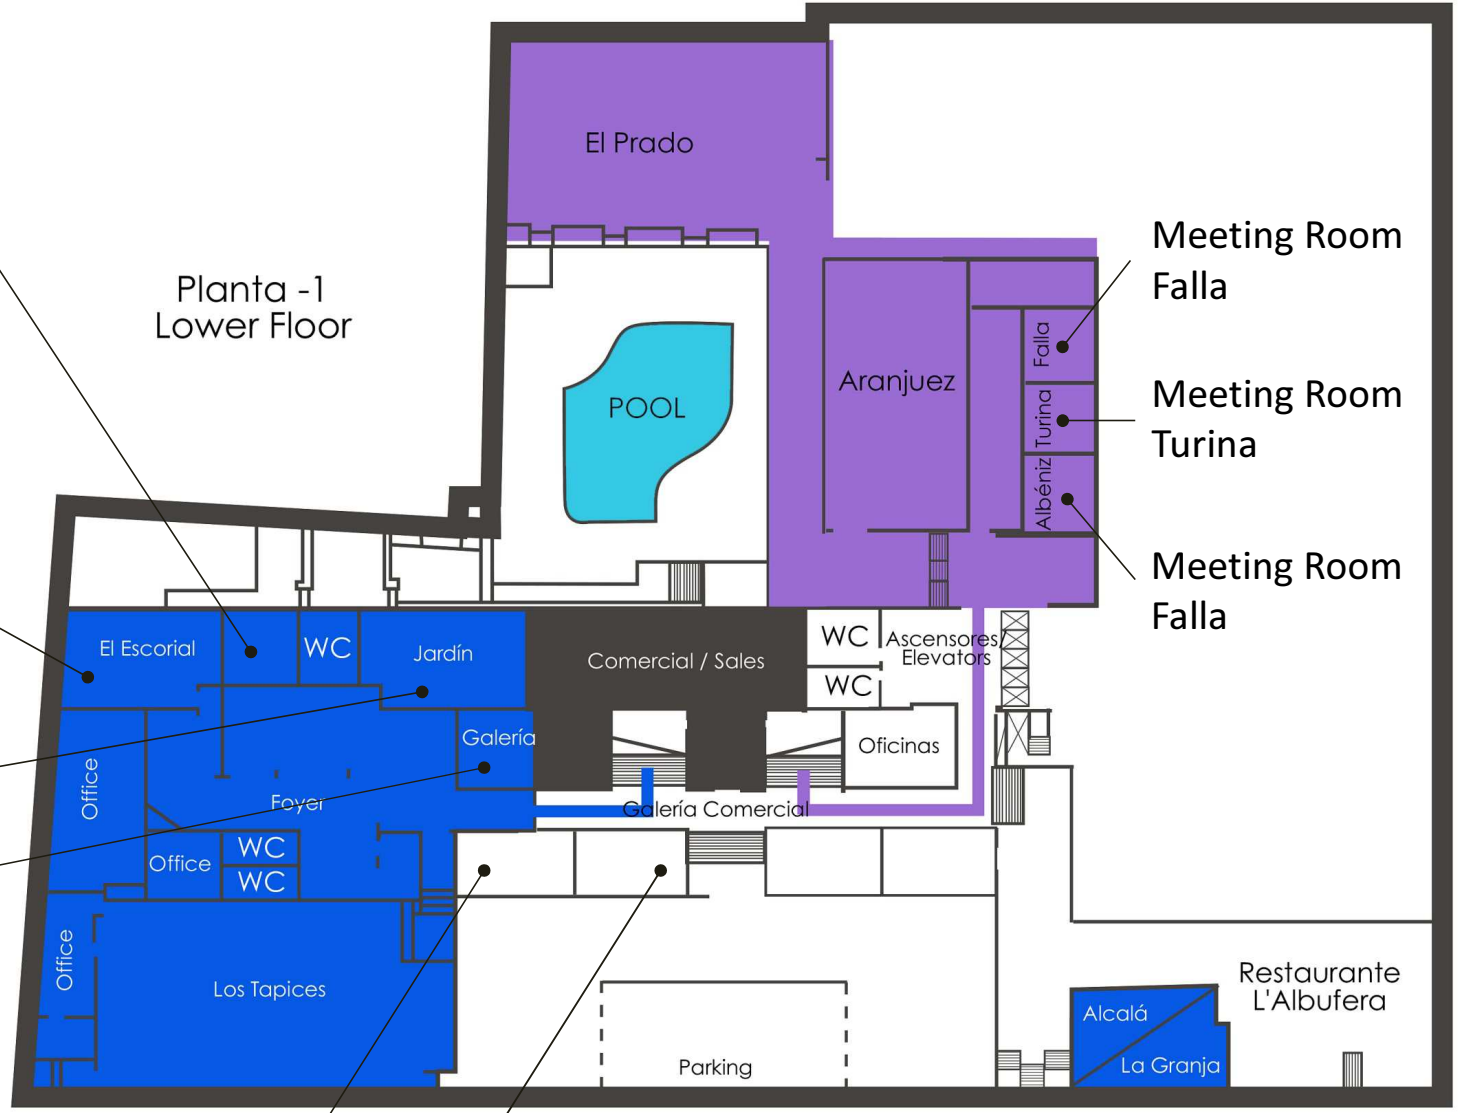 El Prado
Meeting Room
Falla
Planta -1
Lower Floor
Falla
Aranjuez
POOL
Meeting Room
Turina
Turina
Albéniz
Meeting Room
Falla
El Escorial
WC
Jardín
Comercial / Sales
WC
WC
Ascensores/
Elevators
Galería
Oficinas
Office
Foyer
Galería Comercial
Office
WC
WC
Office
Los Tapices
Parking
Restaurante
L'Albufera
Alcalá
La Granja